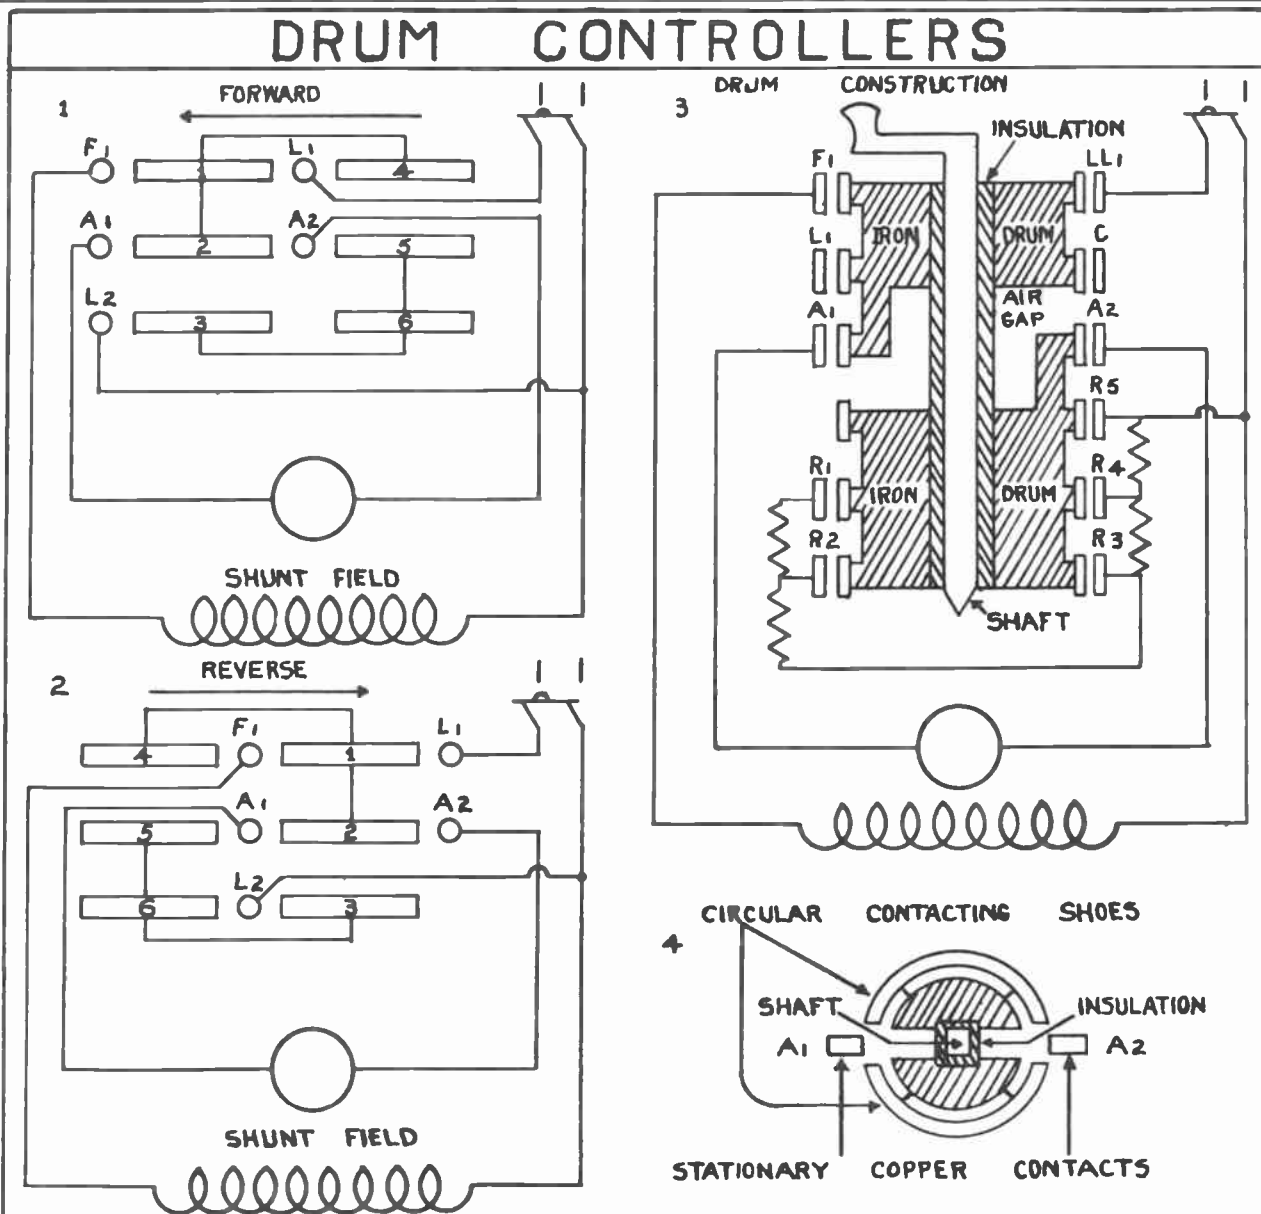 DRUM CONTROLLERS
1
FORWARD
F1
L1
1
4
A1
A2
2
5
L2
3
6
SHUNT FIELD
2
REVERSE
F1
L1
4
1
A1
A2
5
2
L2
6
3
SHUNT FIELD
3
DRUM CONSTRUCTION
INSULATION
F1
LL1
IRON
DRUM
L1
C
AIR
GAP
A1
A2
R5
R1
R4
IRON
DRUM
R2
R3
SHAFT
4
CIRCULAR CONTACTING SHOES
SHAFT
INSULATION
A1
A2
STATIONARY COPPER CONTACTS